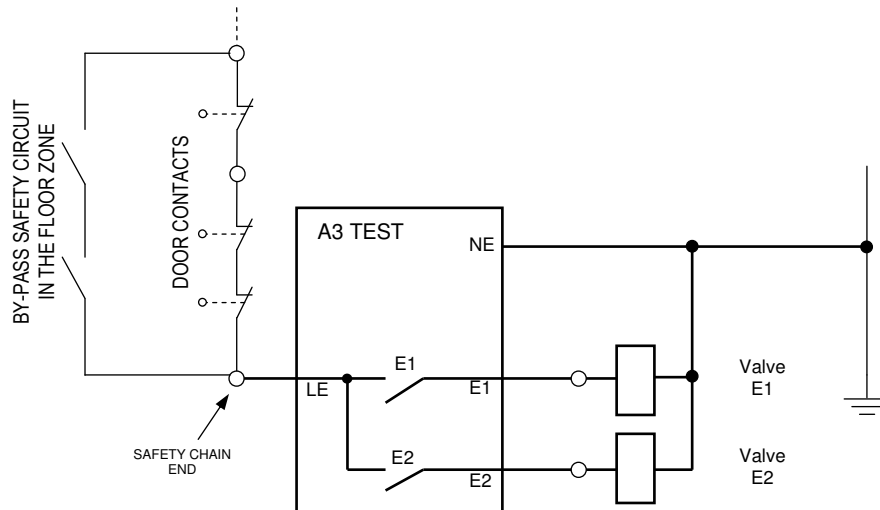 BY-PASS SAFETY CIRCUIT
IN THE FLOOR ZONE
DOOR CONTACTS
A3 TEST
NE
E1
LE
E1
Valve
E1
SAFETY CHAIN
END
E2
E2
Valve
E2